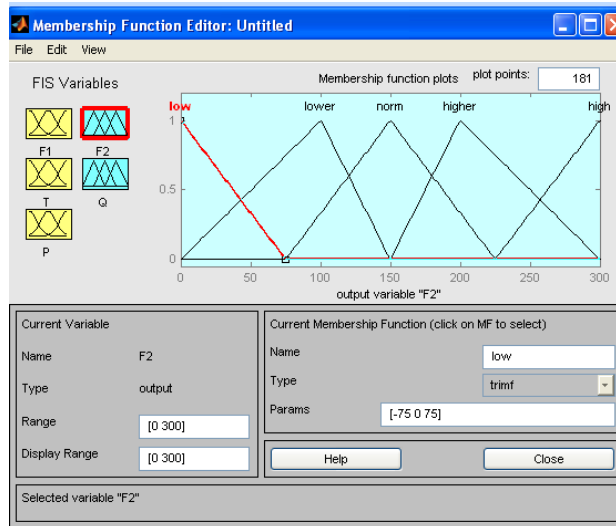 Membership Function Editor: Untitled
File Edit View
FIS Variables
F1 F2
T Q
P
Membership function plots plot points: 181
low lower norm higher high
1
0.5
0
0 50 100 150 200 250 300
output variable "F2"
Current Variable
Name F2
Type output
Range [0 300]
Display Range [0 300]
Current Membership Function (click on MF to select)
Name low
Type trimf
Params [-75 0 75]
Help Close
Selected variable "F2"